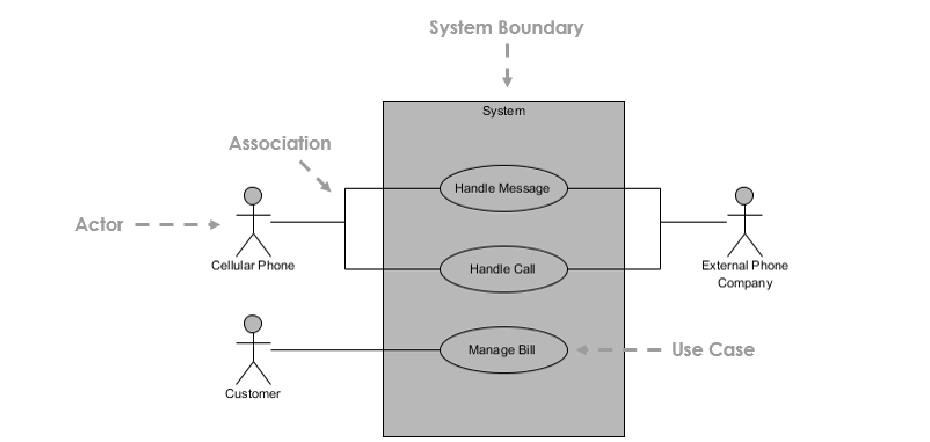 System Boundary
System
Association
Handle Message
Actor
Cellular Phone
Handle Call
External Phone
Company
Manage Bill
Use Case
Customer